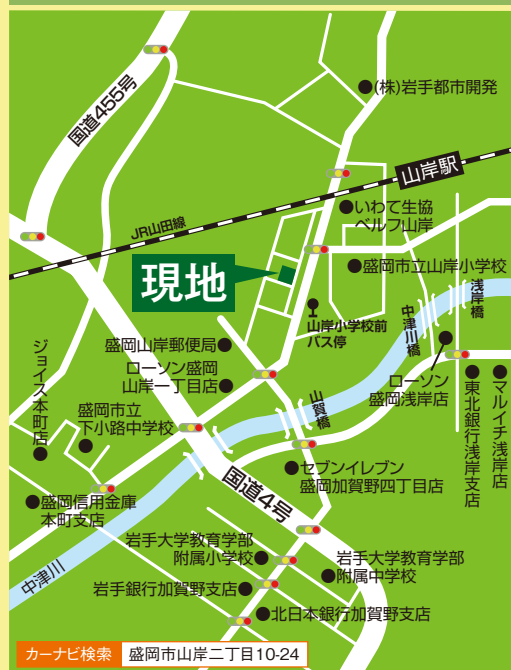 国道455号
●(株)岩手都市開発
山岸駅
JR山田線
●いわて生協
ベルフ山岸
●盛岡市立山岸小学校
現地
山岸小学校前
バス停
中津川橋
浅岸橋
盛岡山岸郵便局●
ローソン盛岡
山岸一丁目店●
ジョイス本町店
盛岡市立
下小路中学校
山賀橋
ローソン
盛岡浅岸店
●東北銀行浅岸支店
●マルイチ浅岸店
●セブンイレブン
盛岡加賀野四丁目店
国道4号
●盛岡信用金庫
本町支店
中津川
岩手大学教育学部
附属小学校●
岩手大学教育学部
●附属中学校
岩手銀行加賀野支店●
●北日本銀行加賀野支店
カーナビ検索 盛岡市山岸二丁目10-24